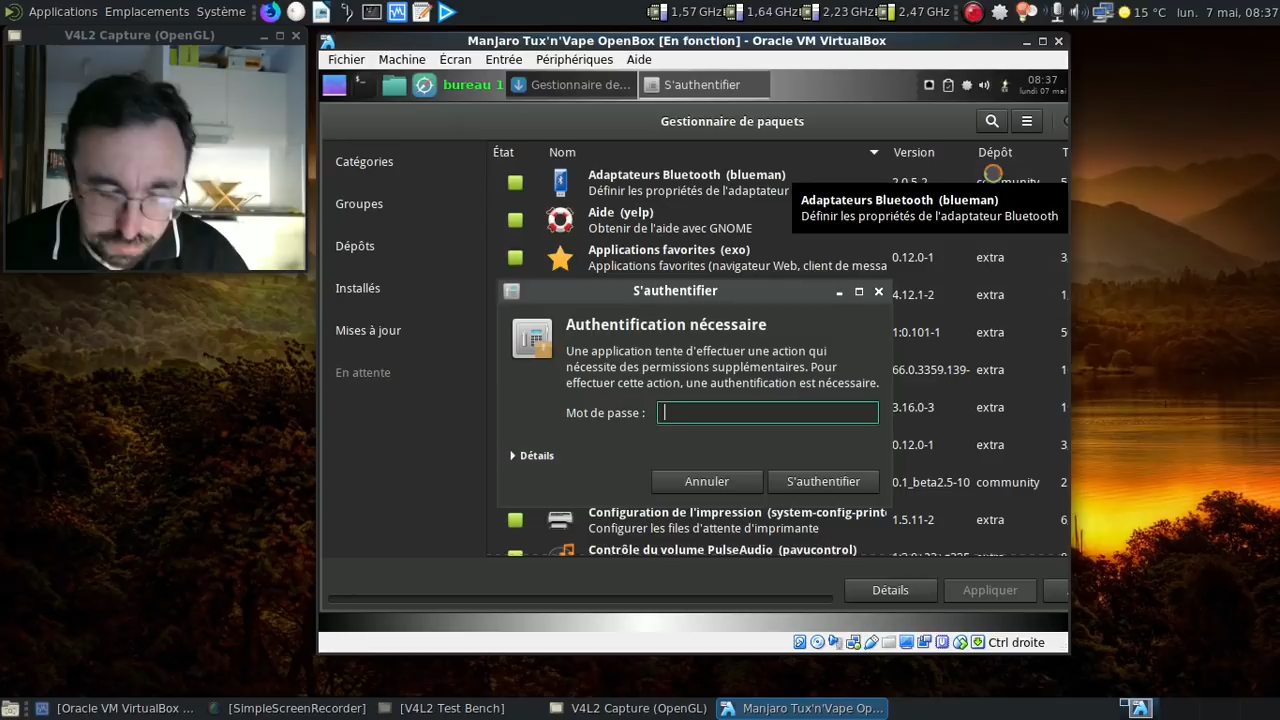 Applications Emplacements Système
1,57 GHz 1,64 GHz 2,23 GHz 2,47 GHz
15 °C lun. 7 mai, 08:37
V4L2 Capture (OpenGL)
Manjaro Tux'n'Vape OpenBox [En fonction] - Oracle VM VirtualBox
Fichier Machine Écran Entrée Périphériques Aide
bureau 1 Gestionnaire de... S'authentifier
08:37
lundi 07 mai
Gestionnaire de paquets
Catégories
Groupes
Dépôts
Installés
Mises à jour
En attente
État Nom Version Dépôt
Adaptateurs Bluetooth (blueman)
Définir les propriétés de l'adaptateur
Adaptateurs Bluetooth (blueman)
Définir les propriétés de l'adaptateur Bluetooth
Aide (yelp)
Obtenir de l'aide avec GNOME
Applications favorites (exo)
Applications favorites (navigateur Web, client de messa
0.12.0-1 extra
4.12.1-2 extra
1:0.101-1 extra
66.0.3359.139- extra
3.16.0-3 extra
0.12.0-1 extra
0.1_beta2.5-10 community
1.5.11-2 extra
S'authentifier
Authentification nécessaire
Une application tente d'effectuer une action qui
nécessite des permissions supplémentaires. Pour
effectuer cette action, une authentification est nécessaire.
Mot de passe :
Détails
Annuler S'authentifier
Configuration de l'impression (system-config-print
Configurer les files d'attente d'imprimante
Contrôle du volume PulseAudio (pavucontrol)
Détails Appliquer
Ctrl droite
[Oracle VM VirtualBox ... [SimpleScreenRecorder] [V4L2 Test Bench] V4L2 Capture (OpenGL) Manjaro Tux'n'Vape Op...